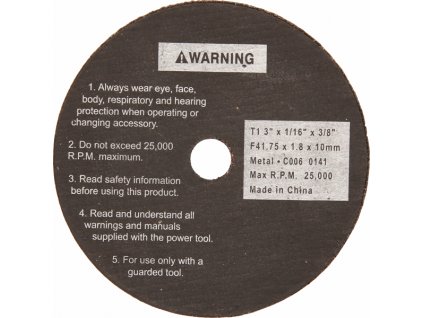 ⚠WARNING
1. Always wear eye, face,
body, respiratory and hearing
protection when operating or
changing accessory.
2. Do not exceed 25,000
R.P.M. maximum.
3. Read safety information
before using this product.
4. Read and understand all
warnings and manuals
supplied with the power tool.
5. For use only with a
guarded tool.
T1 3" x 1/16" x 3/8"
F41.75 x 1.8 x 10mm
Metal • C006 0141
Max R.P.M. 25,000
Made in China